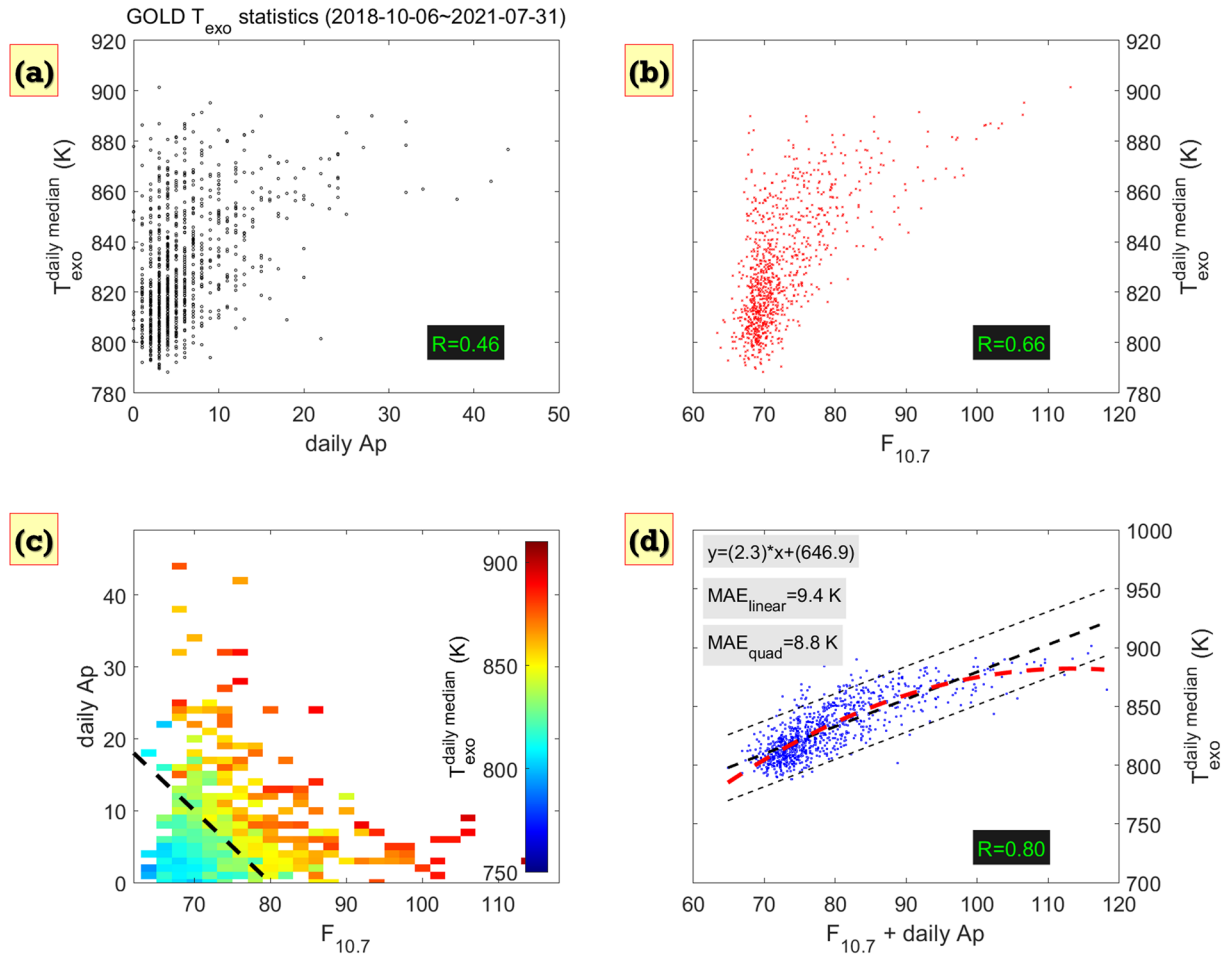 GOLD T_exo statistics (2018-10-06~2021-07-31)
(a)
920
900
880
860
840
820
800
780
T_exo^daily median (K)
R=0.46
0 10 20 30 40 50
daily Ap
(b)
920
900
880
860
840
820
800
780
T_exo^daily median (K)
R=0.66
60 70 80 90 100 110 120
F_10.7
(c)
40
30
20
10
0
daily Ap
70 80 90 100 110
F_10.7
900
850
800
750
T_exo^daily median (K)
(d)
y=(2.3)*x+(646.9)
MAE_linear=9.4 K
MAE_quad=8.8 K
1000
950
900
850
800
750
700
T_exo^daily median (K)
R=0.80
60 70 80 90 100 110 120
F_10.7 + daily Ap